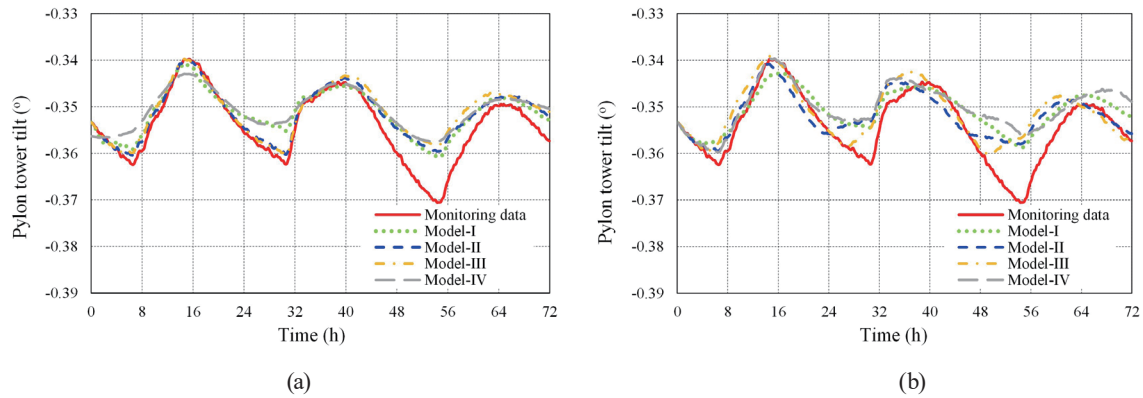 -0.33
-0.34
-0.35
-0.36
-0.37
-0.38
-0.39
Pylon tower tilt (°)
Monitoring data
Model-I
Model-II
Model-III
Model-IV
0 8 16 24 32 40 48 56 64 72
Time (h)
(a)
-0.33
-0.34
-0.35
-0.36
-0.37
-0.38
-0.39
Pylon tower tilt (°)
Monitoring data
Model-I
Model-II
Model-III
Model-IV
0 8 16 24 32 40 48 56 64 72
Time (h)
(b)